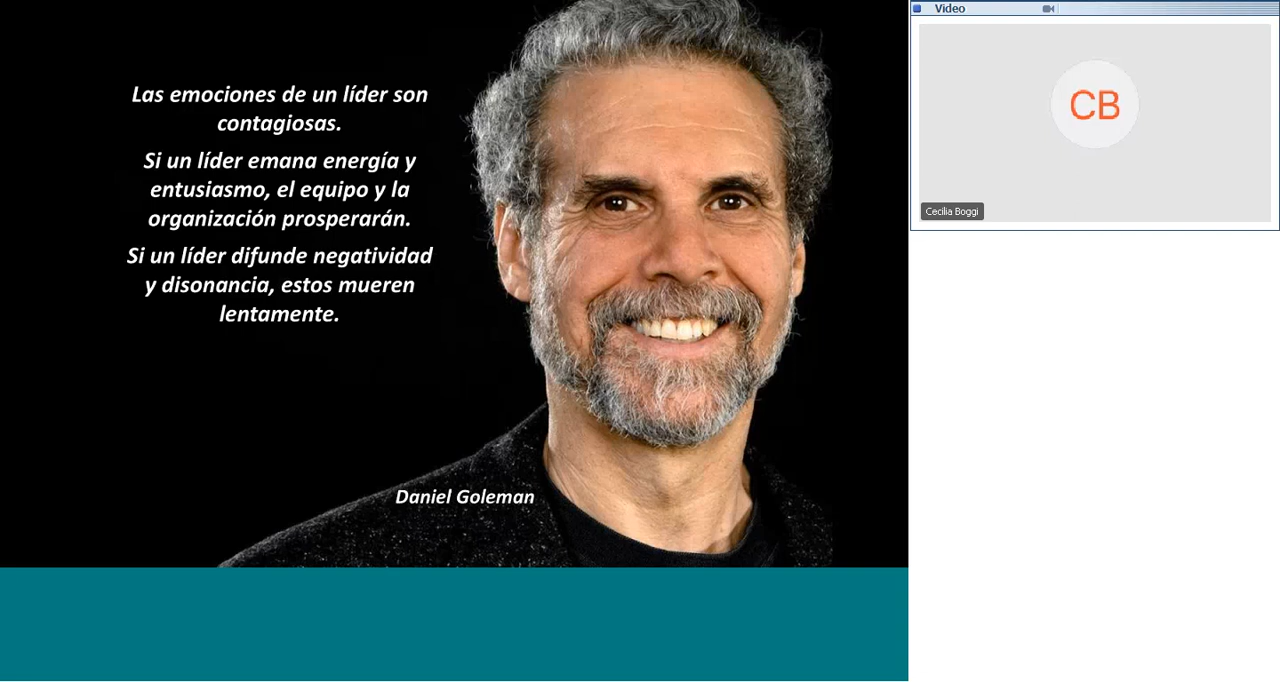 Las emociones de un líder son
contagiosas.
Si un líder emana energía y
entusiasmo, el equipo y la
organización prosperarán.
Si un líder difunde negatividad
y disonancia, estos mueren
lentamente.
Daniel Goleman
Video
CB
Cecilia Boggi